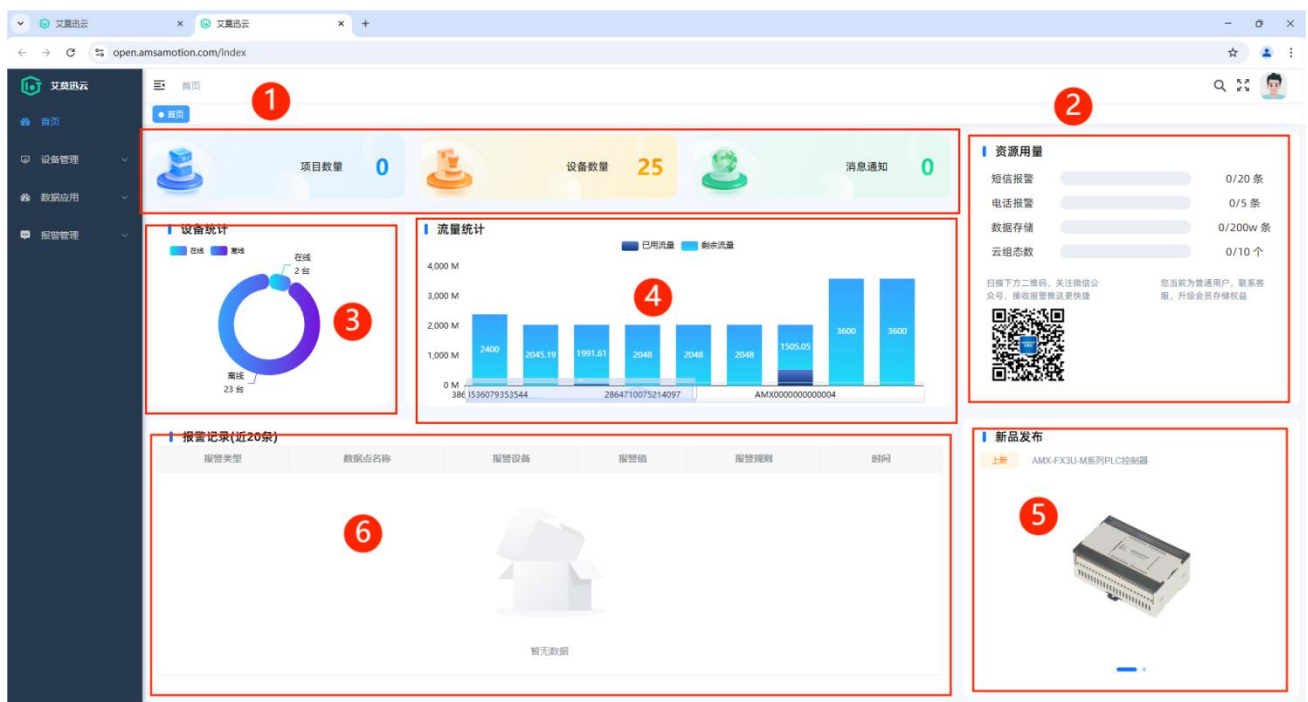 艾莫迅云
艾莫迅云
open.amsamotion.com/index
艾莫迅云
首页
首页
首页
设备管理
数据应用
报警管理
1
项目数量 0
设备数量 25
消息通知 0
2
资源用量
短信报警 0/20 条
电话报警 0/5 条
数据存储 0/200w 条
云组态数 0/10 个
扫描下方二维码，关注微信公
众号，接收报警推送更快捷
您当前为普通用户，联系客
服，升级会员存储权益
设备统计
在线 离线
在线
2 台
3
离线
23 台
流量统计
已用流量 剩余流量
4
4,000 M
3,000 M
2,000 M
1,000 M
0 M
2400 2045.19 1991.61 2048 2048 2048 1505.05 3600 3600
2864710075214097 AMX0000000000004
报警记录(近20条)
报警类型 数据点名称 报警设备 报警值 报警规则 时间
6
暂无数据
新品发布
上新 AMX-FX3U-M系列PLC控制器
5